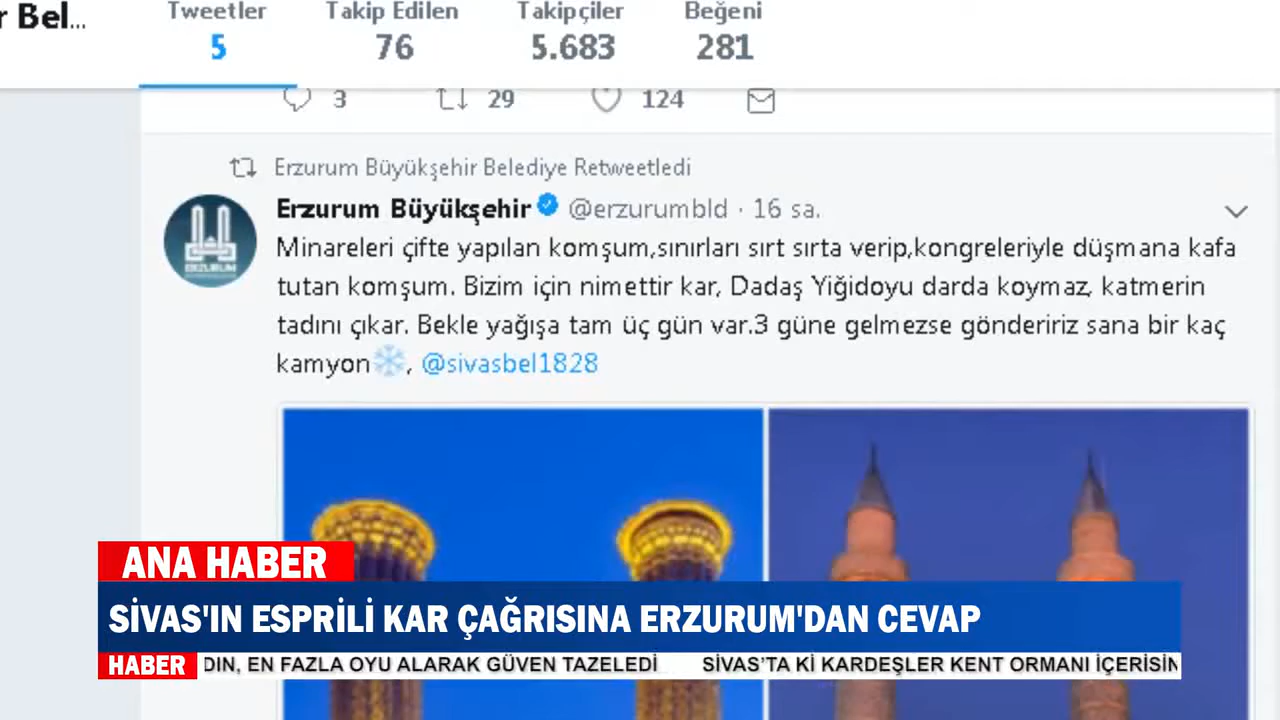 r Bel...
Tweetler Takip Edilen Takipçiler Beğeni
5 76 5.683 281
3 29 124
Erzurum Büyükşehir Belediye Retweetledi
Erzurum Büyükşehir @erzurumbld · 16 sa.
Minareleri çifte yapılan komşum,sınırları sırt sırta verip,kongreleriyle düşmana kafa
tutan komşum. Bizim için nimettir kar, Dadaş Yiğidoyu darda koymaz, katmerin
tadını çıkar. Bekle yağışa tam üç gün var.3 güne gelmezse göndeririz sana bir kaç
kamyon❄️, @sivasbel1828
ERZURUM
ANA HABER
SİVAS'IN ESPRİLİ KAR ÇAĞRISINA ERZURUM'DAN CEVAP
HABER DIN, EN FAZLA OYU ALARAK GÜVEN TAZELEDİ SİVAS’TA Kİ KARDEŞLER KENT ORMANI İÇERİSİN